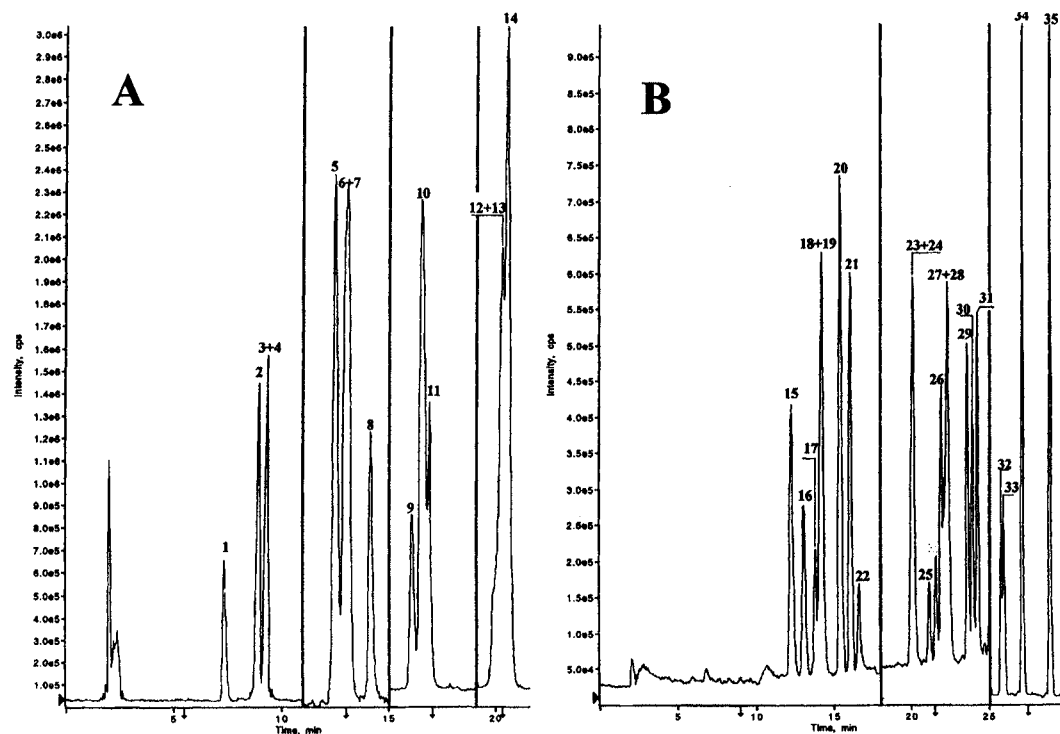 14
3.0e6
2.9e6
2.8e6
2.7e6
2.6e6
2.5e6
2.4e6
2.3e6
2.2e6
2.1e6
2.0e6
1.9e6
1.8e6
1.7e6
1.6e6
1.5e6
1.4e6
1.3e6
1.2e6
1.1e6
1.0e6
9.0e5
8.0e5
7.0e5
6.0e5
5.0e5
4.0e5
3.0e5
2.0e5
1.0e5
Intensity, cps
A
1
2
3+4
5
6+7
8
9
10
11
12+13
5
10
15
20
Time, min
9.0e5
8.5e5
8.0e5
7.5e5
7.0e5
6.5e5
6.0e5
5.5e5
5.0e5
4.5e5
4.0e5
3.5e5
3.0e5
2.5e5
2.0e5
1.5e5
1.0e5
5.0e4
Intensity, cps
B
15
16
17
18+19
20
21
22
23+24
25
26
27+28
29
30
31
32
33
34
35
5
10
15
20
25
Time, min